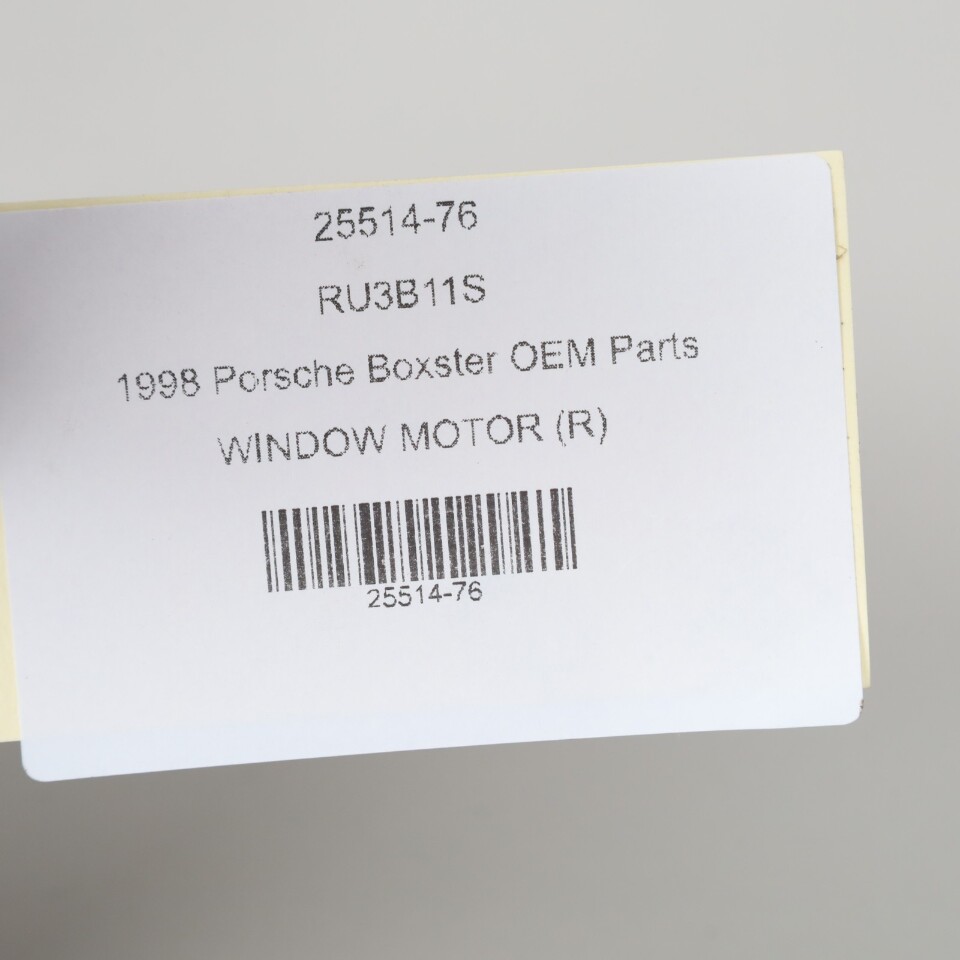 25514-76
RU3B11S
1998 Porsche Boxster OEM Parts
WINDOW MOTOR (R)
25514-76